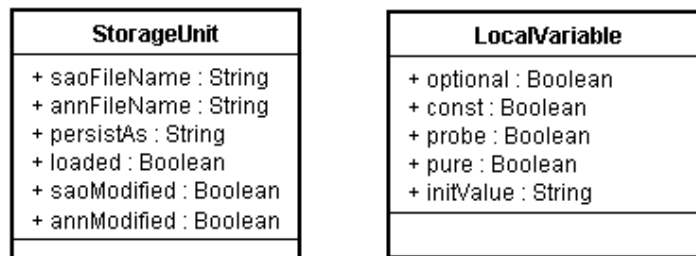 StorageUnit
+ saoFileName : String
+ annFileName : String
+ persistAs : String
+ loaded : Boolean
+ saoModified : Boolean
+ annModified : Boolean
LocalVariable
+ optional : Boolean
+ const : Boolean
+ probe : Boolean
+ pure : Boolean
+ initValue : String